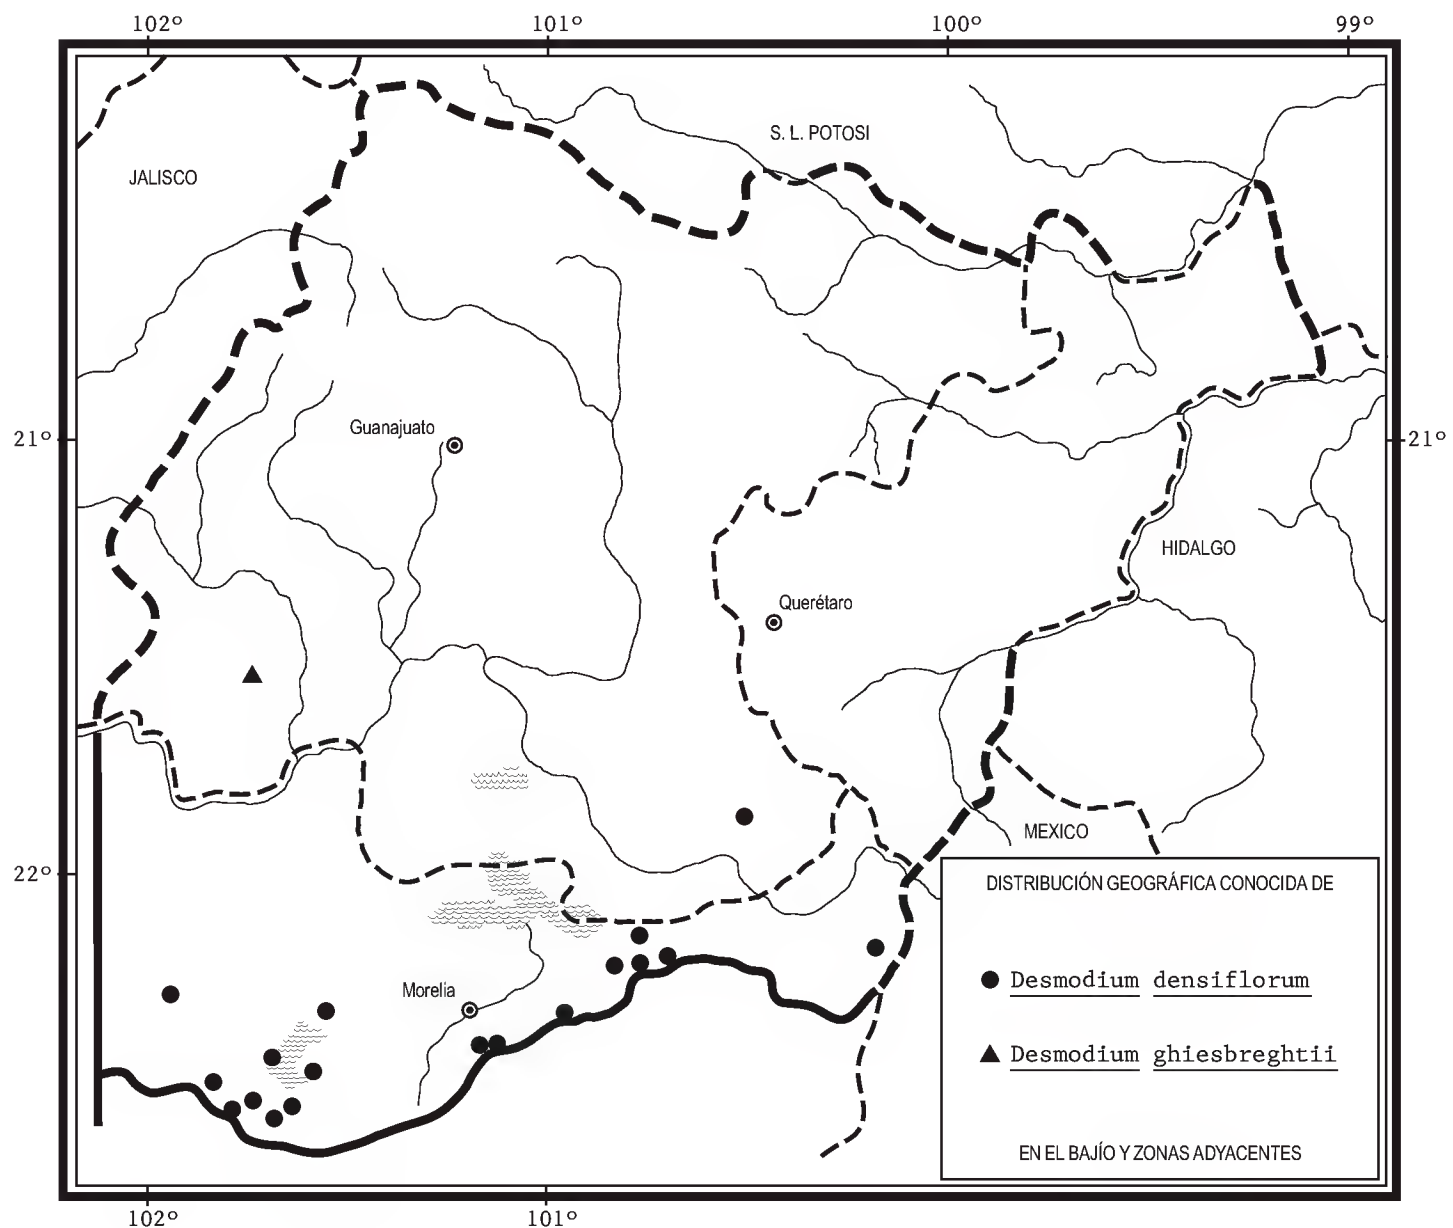 102° 101° 100° 99°
S. L. POTOSI
JALISCO
Guanajuato
21° 21°
HIDALGO
Querétaro
MEXICO
22°
DISTRIBUCIÓN GEOGRÁFICA CONOCIDA DE
Desmodium densiflorum
Morelia
Desmodium ghiesbreghtii
EN EL BAJÍO Y ZONAS ADYACENTES
102° 101°